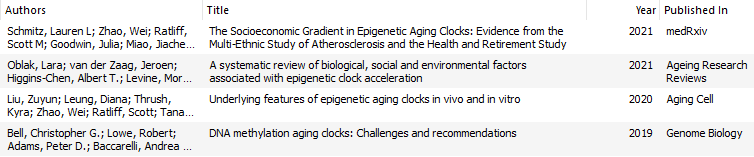 Authors Title Year Published In
Schmitz, Lauren L; Zhao, Wei; Ratliff, The Socioeconomic Gradient in Epigenetic Aging Clocks: Evidence from the 2021 medRxiv
Scott M; Goodwin, Julia; Miao, Jiache... Multi-Ethnic Study of Atherosclerosis and the Health and Retirement Study
Oblak, Lara; van der Zaag, Jeroen; A systematic review of biological, social and environmental factors 2021 Ageing Research
Higgins-Chen, Albert T.; Levine, Mor... associated with epigenetic clock acceleration Reviews
Liu, Zuyun; Leung, Diana; Thrush, Underlying features of epigenetic aging clocks in vivo and in vitro 2020 Aging Cell
Kyra; Zhao, Wei; Ratliff, Scott; Tana...
Bell, Christopher G.; Lowe, Robert; DNA methylation aging clocks: Challenges and recommendations 2019 Genome Biology
Adams, Peter D.; Baccarelli, Andrea ...